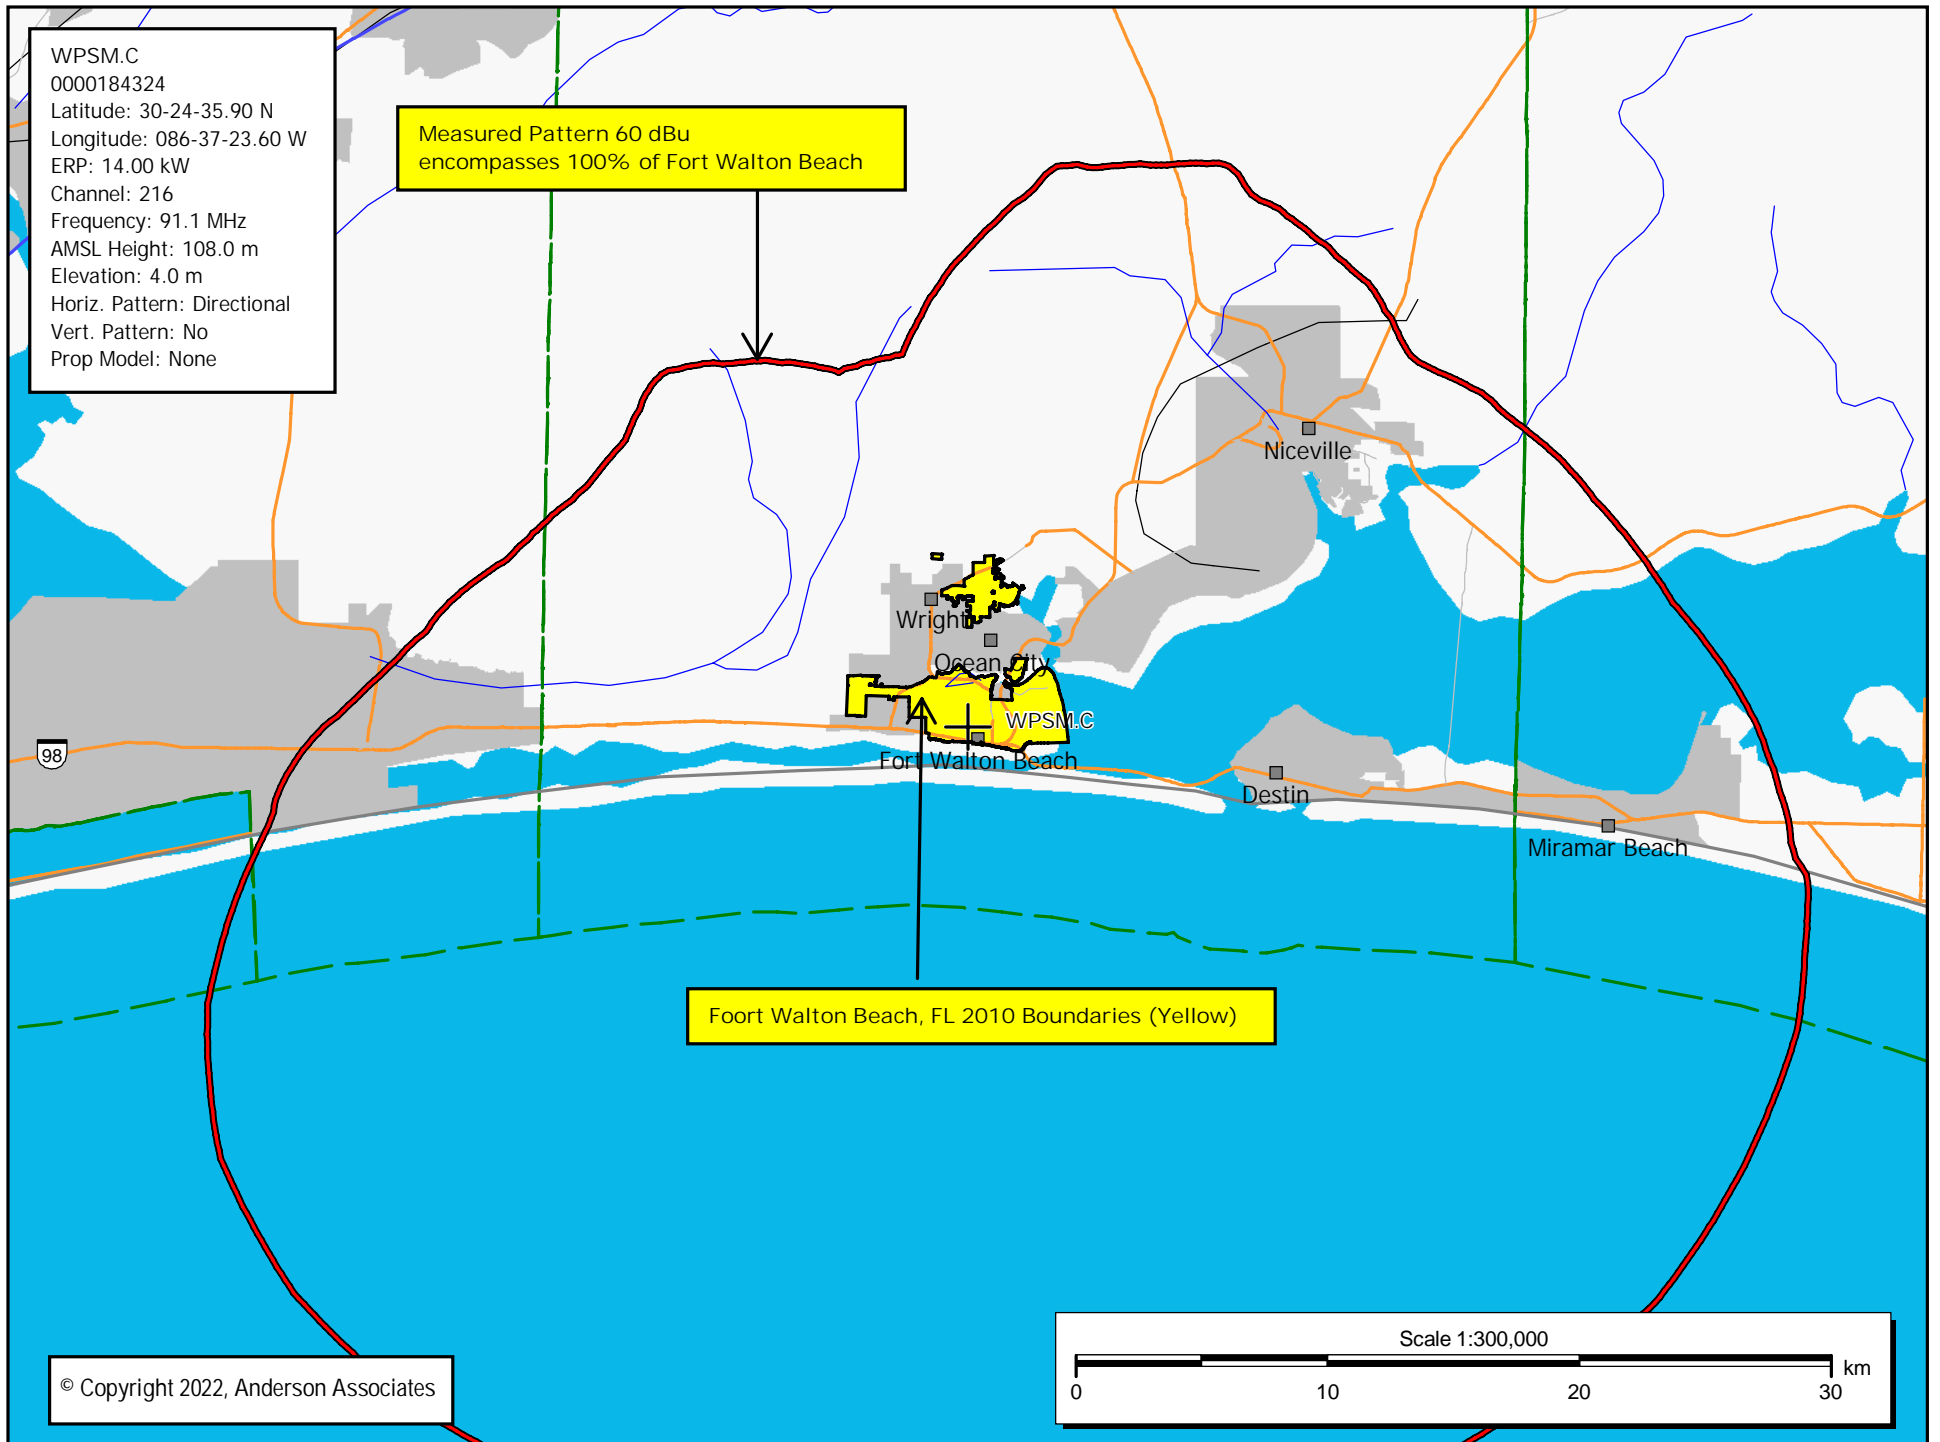 WPSM.C
0000184324
Latitude: 30-24-35.90 N
Longitude: 086-37-23.60 W
ERP: 14.00 kW
Channel: 216
Frequency: 91.1 MHz
AMSL Height: 108.0 m
Elevation: 4.0 m
Horiz. Pattern: Directional
Vert. Pattern: No
Prop Model: None
Measured Pattern 60 dBu
encompasses 100% of Fort Walton Beach
Niceville
Wright
Ocean City
WPSM.C
98
Fort Walton Beach
Destin
Miramar Beach
Foort Walton Beach, FL 2010 Boundaries (Yellow)
Scale 1:300,000
km
0 10 20 30
© Copyright 2022, Anderson Associates